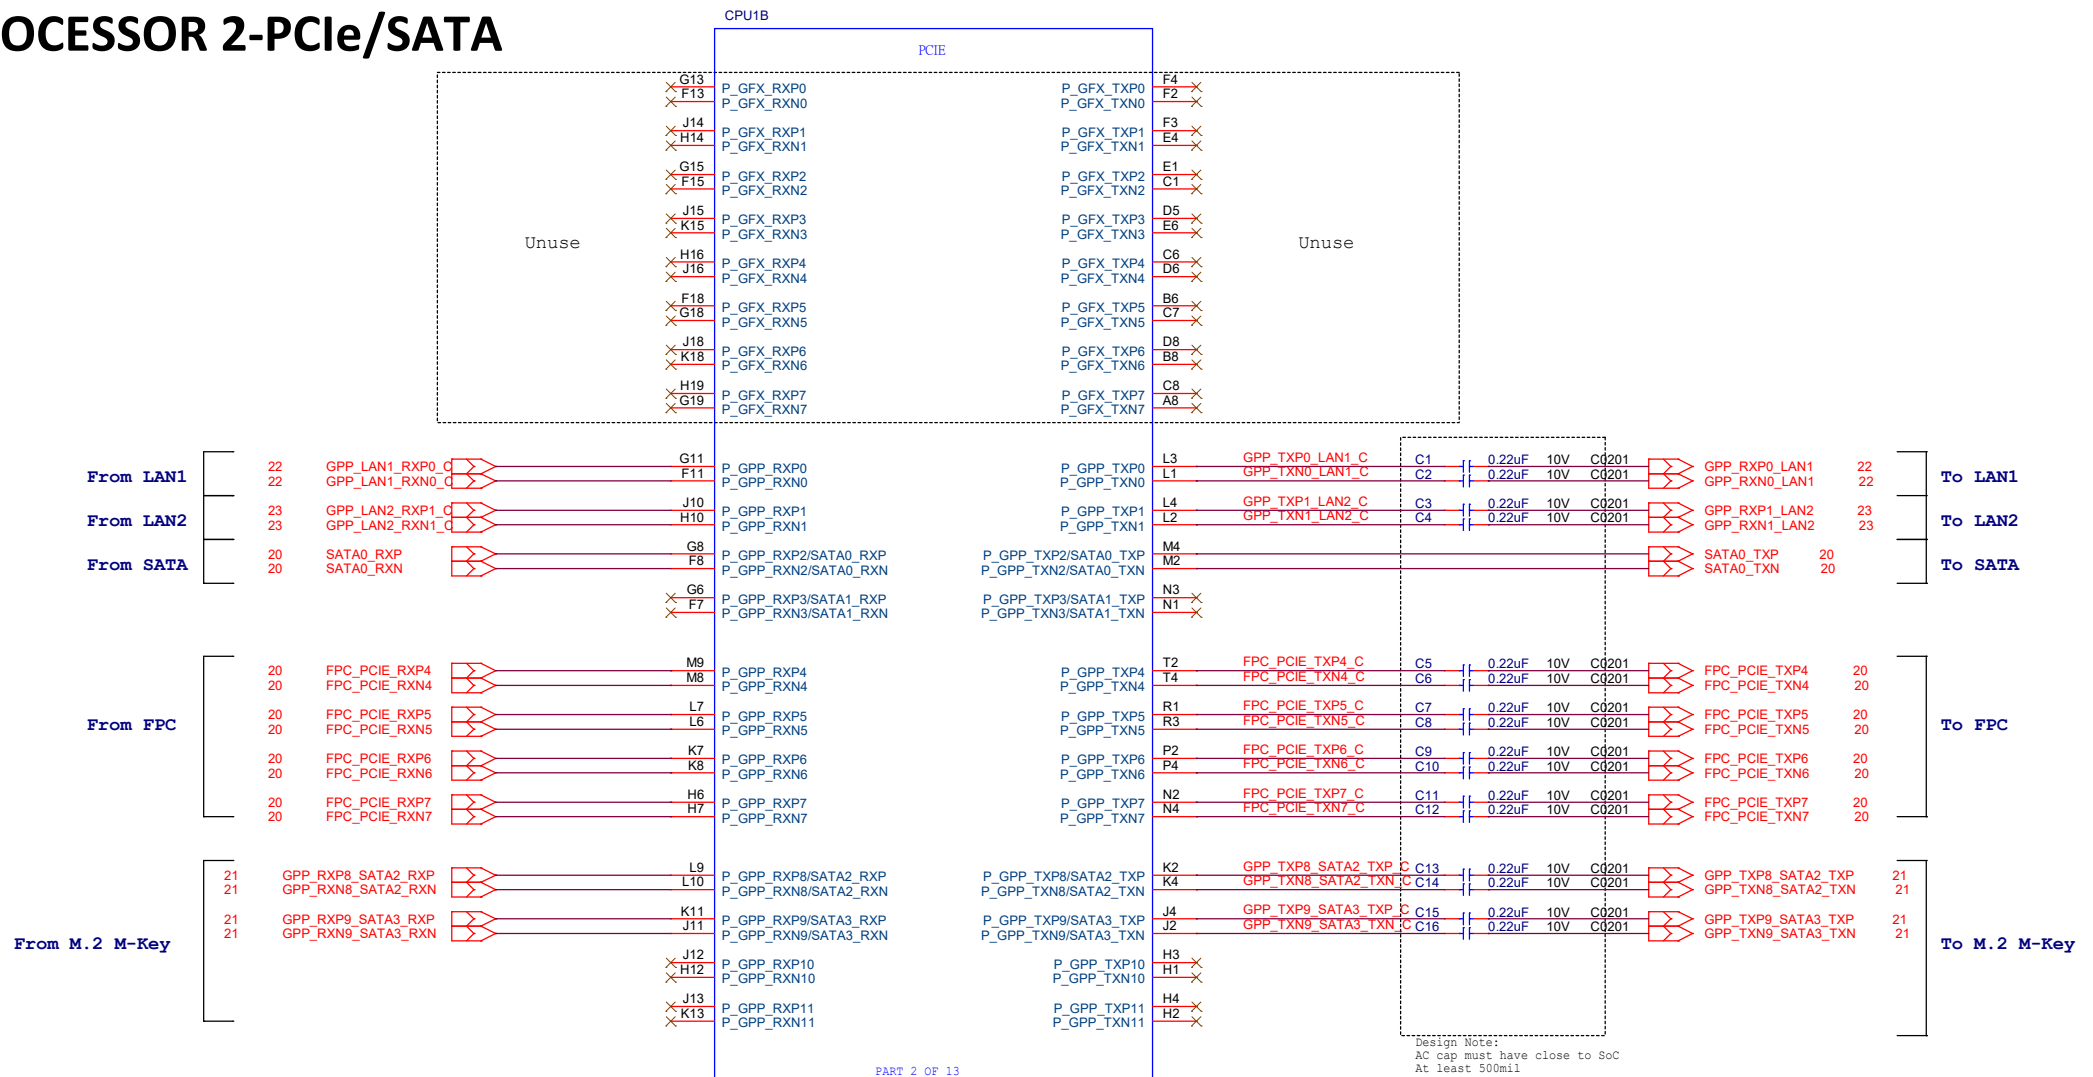 OCESSOR 2-PCIe/SATA
CPU1B
PCIE
G13 P_GFX_RXP0 P_GFX_TXP0 F4
F13 P_GFX_RXN0 P_GFX_TXN0 F2
J14 P_GFX_RXP1 P_GFX_TXP1 F3
H14 P_GFX_RXN1 P_GFX_TXN1 E4
G15 P_GFX_RXP2 P_GFX_TXP2 E1
F15 P_GFX_RXN2 P_GFX_TXN2 C1
J15 P_GFX_RXP3 P_GFX_TXP3 D5
K15 P_GFX_RXN3 P_GFX_TXN3 E6
Unuse Unuse
H16 P_GFX_RXP4 P_GFX_TXP4 C6
J16 P_GFX_RXN4 P_GFX_TXN4 D6
F18 P_GFX_RXP5 P_GFX_TXP5 B6
G18 P_GFX_RXN5 P_GFX_TXN5 C7
J18 P_GFX_RXP6 P_GFX_TXP6 D8
K18 P_GFX_RXN6 P_GFX_TXN6 B8
H19 P_GFX_RXP7 P_GFX_TXP7 C8
G19 P_GFX_RXN7 P_GFX_TXN7 A8
From LAN1 To LAN1
22 GPP_LAN1_RXP0_C G11 P_GPP_RXP0 P_GPP_TXP0 L3 GPP_TXP0_LAN1_C C1 0.22uF 10V C0201 GPP_RXP0_LAN1 22
22 GPP_LAN1_RXN0_C F11 P_GPP_RXN0 P_GPP_TXN0 L1 GPP_TXN0_LAN1_C C2 0.22uF 10V C0201 GPP_RXN0_LAN1 22
From LAN2 To LAN2
23 GPP_LAN2_RXP1_C J10 P_GPP_RXP1 P_GPP_TXP1 L4 GPP_TXP1_LAN2_C C3 0.22uF 10V C0201 GPP_RXP1_LAN2 23
23 GPP_LAN2_RXN1_C H10 P_GPP_RXN1 P_GPP_TXN1 L2 GPP_TXN1_LAN2_C C4 0.22uF 10V C0201 GPP_RXN1_LAN2 23
From SATA To SATA
20 SATA0_RXP G8 P_GPP_RXP2/SATA0_RXP P_GPP_TXP2/SATA0_TXP M4 SATA0_TXP 20
20 SATA0_RXN F8 P_GPP_RXN2/SATA0_RXN P_GPP_TXN2/SATA0_TXN M2 SATA0_TXN 20
G6 P_GPP_RXP3/SATA1_RXP P_GPP_TXP3/SATA1_TXP N3
F7 P_GPP_RXN3/SATA1_RXN P_GPP_TXN3/SATA1_TXN N1
From FPC To FPC
20 FPC_PCIE_RXP4 M9 P_GPP_RXP4 P_GPP_TXP4 T2 FPC_PCIE_TXP4_C C5 0.22uF 10V C0201 FPC_PCIE_TXP4 20
20 FPC_PCIE_RXN4 M8 P_GPP_RXN4 P_GPP_TXN4 T4 FPC_PCIE_TXN4_C C6 0.22uF 10V C0201 FPC_PCIE_TXN4 20
20 FPC_PCIE_RXP5 L7 P_GPP_RXP5 P_GPP_TXP5 R1 FPC_PCIE_TXP5_C C7 0.22uF 10V C0201 FPC_PCIE_TXP5 20
20 FPC_PCIE_RXN5 L6 P_GPP_RXN5 P_GPP_TXN5 R3 FPC_PCIE_TXN5_C C8 0.22uF 10V C0201 FPC_PCIE_TXN5 20
20 FPC_PCIE_RXP6 K7 P_GPP_RXP6 P_GPP_TXP6 P2 FPC_PCIE_TXP6_C C9 0.22uF 10V C0201 FPC_PCIE_TXP6 20
20 FPC_PCIE_RXN6 K8 P_GPP_RXN6 P_GPP_TXN6 P4 FPC_PCIE_TXN6_C C10 0.22uF 10V C0201 FPC_PCIE_TXN6 20
20 FPC_PCIE_RXP7 H6 P_GPP_RXP7 P_GPP_TXP7 N2 FPC_PCIE_TXP7_C C11 0.22uF 10V C0201 FPC_PCIE_TXP7 20
20 FPC_PCIE_RXN7 H7 P_GPP_RXN7 P_GPP_TXN7 N4 FPC_PCIE_TXN7_C C12 0.22uF 10V C0201 FPC_PCIE_TXN7 20
From M.2 M-Key To M.2 M-Key
21 GPP_RXP8_SATA2_RXP L9 P_GPP_RXP8/SATA2_RXP P_GPP_TXP8/SATA2_TXP K2 GPP_TXP8_SATA2_TXP_C C13 0.22uF 10V C0201 GPP_TXP8_SATA2_TXP 21
21 GPP_RXN8_SATA2_RXN L10 P_GPP_RXN8/SATA2_RXN P_GPP_TXN8/SATA2_TXN K4 GPP_TXN8_SATA2_TXN_C C14 0.22uF 10V C0201 GPP_TXN8_SATA2_TXN 21
21 GPP_RXP9_SATA3_RXP K11 P_GPP_RXP9/SATA3_RXP P_GPP_TXP9/SATA3_TXP J4 GPP_TXP9_SATA3_TXP_C C15 0.22uF 10V C0201 GPP_TXP9_SATA3_TXP 21
21 GPP_RXN9_SATA3_RXN J11 P_GPP_RXN9/SATA3_RXN P_GPP_TXN9/SATA3_TXN J2 GPP_TXN9_SATA3_TXN_C C16 0.22uF 10V C0201 GPP_TXN9_SATA3_TXN 21
J12 P_GPP_RXP10 P_GPP_TXP10 H3
H12 P_GPP_RXN10 P_GPP_TXN10 H1
J13 P_GPP_RXP11 P_GPP_TXP11 H4
K13 P_GPP_RXN11 P_GPP_TXN11 H2
Design Note:
AC cap must have close to SoC
At least 500mil
PART 2 OF 13